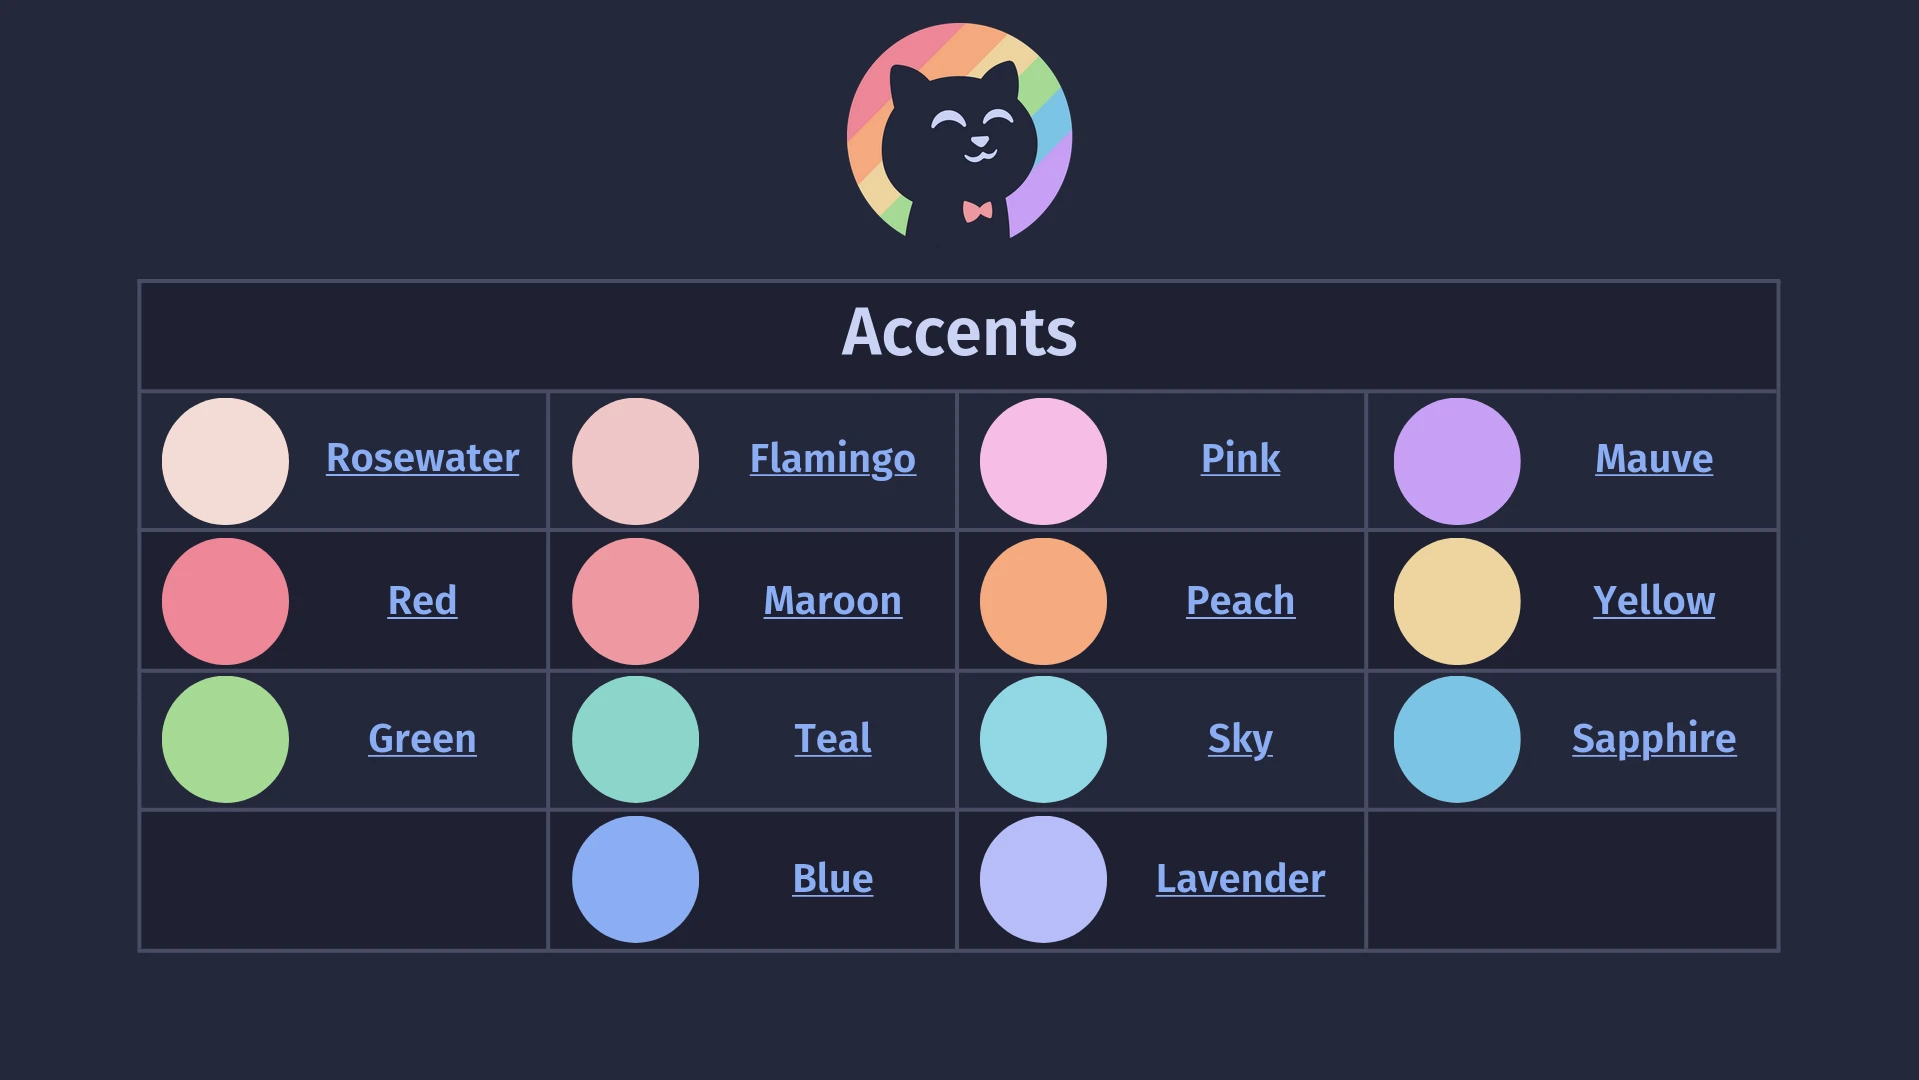 Accents
Rosewater Flamingo Pink Mauve
Red Maroon Peach Yellow
Green Teal Sky Sapphire
Blue Lavender